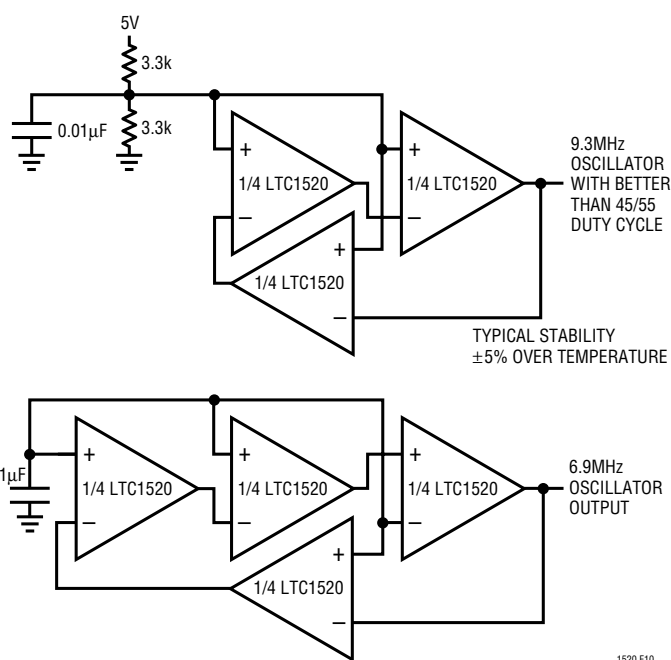 5V
3.3k
0.01µF
3.3k
+
1/4 LTC1520
−
+
1/4 LTC1520
−
+
1/4 LTC1520
−
9.3MHz
OSCILLATOR
WITH BETTER
THAN 45/55
DUTY CYCLE
TYPICAL STABILITY
±5% OVER TEMPERATURE
1µF
+
1/4 LTC1520
−
+
1/4 LTC1520
−
+
1/4 LTC1520
−
+
1/4 LTC1520
−
6.9MHz
OSCILLATOR
OUTPUT